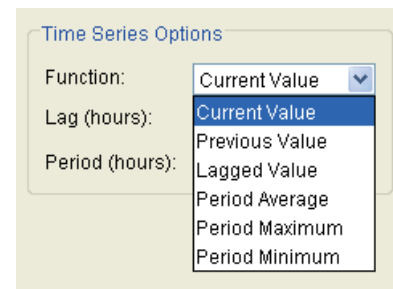 Time Series Options
Function: Current Value
Lag (hours): Current Value
Previous Value
Period (hours): Lagged Value
Period Average
Period Maximum
Period Minimum